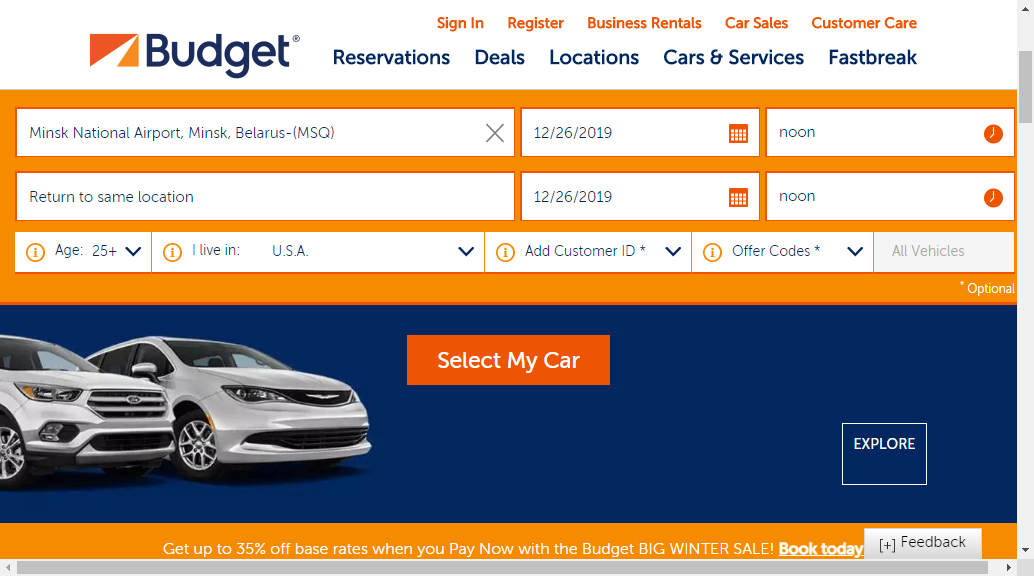 Sign In Register Business Rentals Car Sales Customer Care
Budget®
Reservations Deals Locations Cars & Services Fastbreak
Minsk National Airport, Minsk, Belarus-(MSQ) 12/26/2019 noon
Return to same location 12/26/2019 noon
Age: 25+ I live in: U.S.A. Add Customer ID * Offer Codes * All Vehicles
* Optional
Select My Car
EXPLORE
Get up to 35% off base rates when you Pay Now with the Budget BIG WINTER SALE! Book today
[+] Feedback